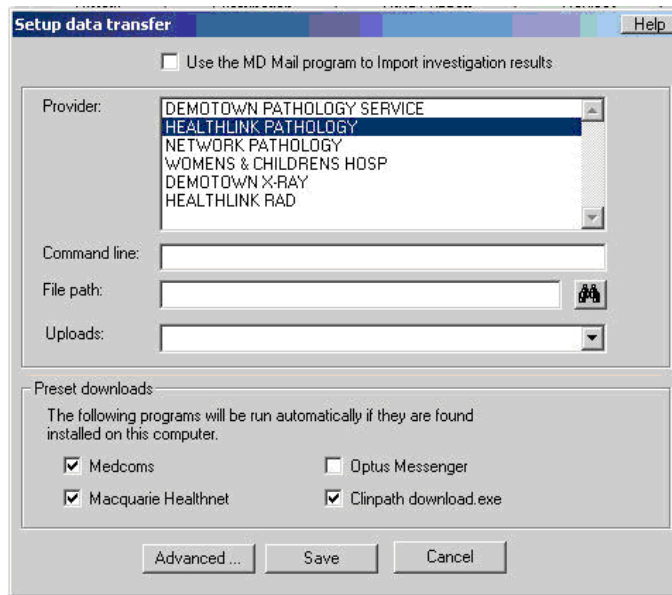 Setup data transfer
Help
Use the MD Mail program to Import investigation results
Provider:
DEMOTOWN PATHOLOGY SERVICE
HEALTHLINK PATHOLOGY
NETWORK PATHOLOGY
WOMENS & CHILDRENS HOSP
DEMOTOWN X-RAY
HEALTHLINK RAD
Command line:
File path:
Uploads:
Preset downloads
The following programs will be run automatically if they are found
installed on this computer.
Medcoms
Optus Messenger
Macquarie Healthnet
Clinpath download.exe
Advanced ...
Save
Cancel